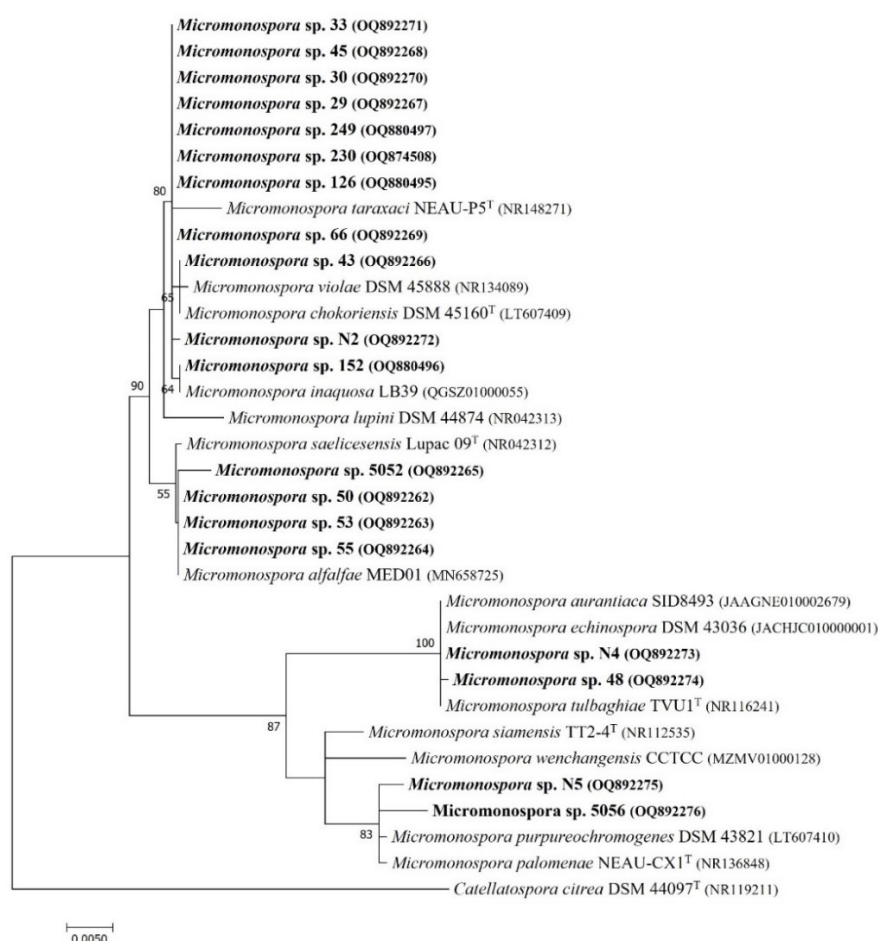 Micromonospora sp. 33 (OQ892271)
Micromonospora sp. 45 (OQ892268)
Micromonospora sp. 30 (OQ892270)
Micromonospora sp. 29 (OQ892267)
Micromonospora sp. 249 (OQ880497)
Micromonospora sp. 230 (OQ874508)
Micromonospora sp. 126 (OQ880495)
80
Micromonospora taraxaci NEAU-P5ᵀ (NR148271)
Micromonospora sp. 66 (OQ892269)
Micromonospora sp. 43 (OQ892266)
Micromonospora violae DSM 45888 (NR134089)
65
Micromonospora chokoriensis DSM 45160ᵀ (LT607409)
Micromonospora sp. N2 (OQ892272)
Micromonospora sp. 152 (OQ880496)
90
64
Micromonospora inaquosa LB39 (QGSZ01000055)
Micromonospora lupini DSM 44874 (NR042313)
Micromonospora saelicesensis Lupac 09ᵀ (NR042312)
Micromonospora sp. 5052 (OQ892265)
55
Micromonospora sp. 50 (OQ892262)
Micromonospora sp. 53 (OQ892263)
Micromonospora sp. 55 (OQ892264)
Micromonospora alfalfae MED01 (MN658725)
Micromonospora aurantiaca SID8493 (JAAGNE010002679)
Micromonospora echinospora DSM 43036 (JACHJC010000001)
100
Micromonospora sp. N4 (OQ892273)
Micromonospora sp. 48 (OQ892274)
Micromonospora tulbaghiae TVU1ᵀ (NR116241)
87
Micromonospora siamensis TT2-4ᵀ (NR112535)
Micromonospora wenchangensis CCTCC (MZMV01000128)
Micromonospora sp. N5 (OQ892275)
Micromonospora sp. 5056 (OQ892276)
83
Micromonospora purpureochromogenes DSM 43821 (LT607410)
Micromonospora palomenae NEAU-CX1ᵀ (NR136848)
Catellatospora citrea DSM 44097ᵀ (NR119211)
0.0050